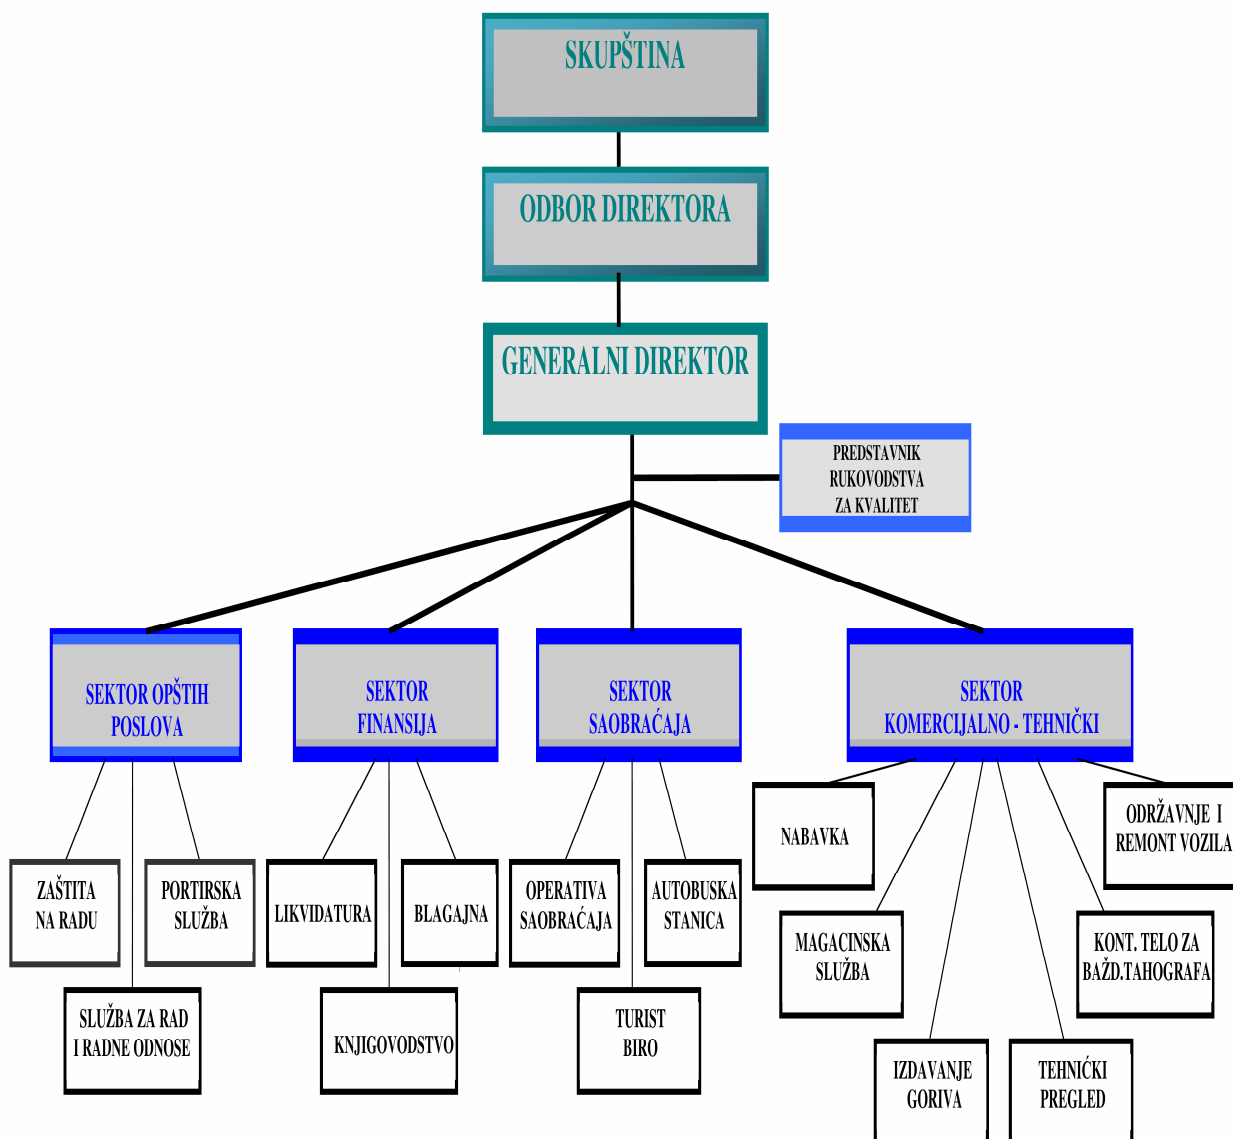 SKUPŠTINA
ODBOR DIREKTORA
GENERALNI DIREKTOR
PREDSTAVNIK
RUKOVODSTVA
ZA KVALITET
SEKTOR OPŠTIH
POSLOVA
SEKTOR
FINANSIJA
SEKTOR
SAOBRAĆAJA
SEKTOR
KOMERCIJALNO - TEHNIČKI
ZAŠTITA
NA RADU
PORTIRSKA
SLUŽBA
SLUŽBA ZA RAD
I RADNE ODNOSE
LIKVIDATURA
BLAGAJNA
KNJIGOVODSTVO
OPERATIVA
SAOBRAĆAJA
AUTOBUSKA
STANICA
TURIST
BIRO
NABAVKA
ODRŽAVNJE I
REMONT VOZILA
MAGACINSKA
SLUŽBA
KONT. TELO ZA
BAŽD.TAHOGRAFA
IZDAVANJE
GORIVA
TEHNIĆKI
PREGLED